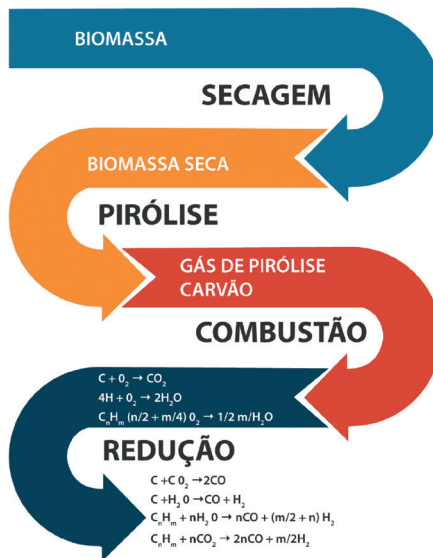 BIOMASSA
SECAGEM
BIOMASSA SECA
PIRÓLISE
GÁS DE PIRÓLISE
CARVÃO
COMBUSTÃO
C + 0₂ → CO₂
4H + 0₂ → 2H₂O
CₙHₘ (n/2 + m/4) 0₂ → 1/2 m/H₂O
REDUÇÃO
C +C 0₂ →2CO
C +H₂ 0 →CO + H₂
CₙHₘ + nH₂ 0 → nCO + (m/2 + n) H₂
CₙHₘ + nCO₂ → 2nCO + m/2H₂